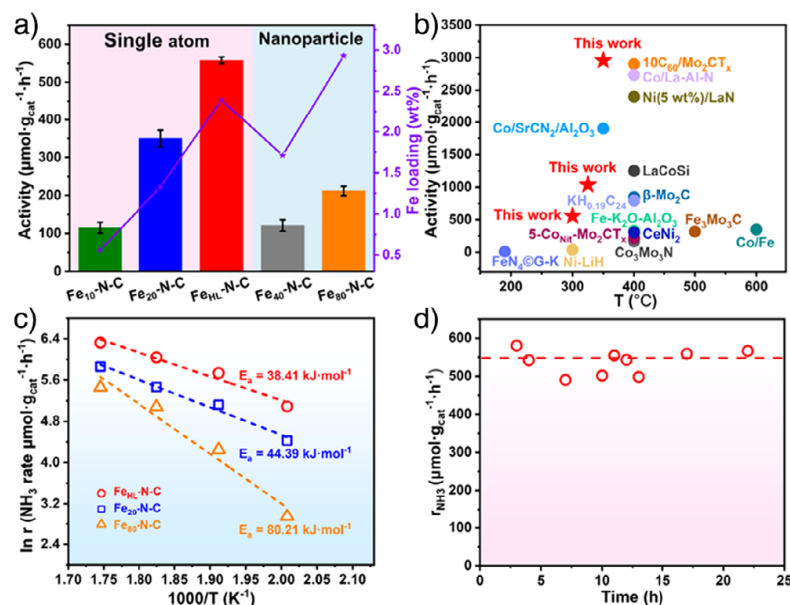 a)
Single atom
Nanoparticle
Activity (μmol·g_cat⁻¹·h⁻¹)
600
500
400
300
200
100
0
Fe₁₀-N-C
Fe₂₀-N-C
Fe_HL-N-C
Fe₄₀-N-C
Fe₈₀-N-C
3.0
2.5
2.0
1.5
1.0
0.5
Fe loading (wt%)
b)
Activity (μmol·g_cat⁻¹·h⁻¹)
3500
3000
2500
2000
1500
1000
500
0
This work
10C₆₀/Mo₂CTₓ
Co/La-Al-N
Ni(5 wt%)/LaN
Co/SrCN₂/Al₂O₃
This work
LaCoSi
β-Mo₂C
KH₀.₁₉C₂₄
This work
Fe-K₂O-Al₂O₃
Fe₃Mo₃C
5-Co_Nit-Mo₂CTₓ
CeNi₂
Co/Fe
FeN₄©G-K
Ni-LiH
Co₃Mo₃N
200
300
400
500
600
T (°C)
c)
ln r (NH₃ rate μmol·g_cat⁻¹·h⁻¹)
6.4
5.6
4.8
4.0
3.2
2.4
Eₐ = 38.41 kJ·mol⁻¹
Eₐ = 44.39 kJ·mol⁻¹
Eₐ = 80.21 kJ·mol⁻¹
Fe_HL-N-C
Fe₂₀-N-C
Fe₈₀-N-C
1.70
1.75
1.80
1.85
1.90
1.95
2.00
2.05
2.10
1000/T (K⁻¹)
d)
r_NH3 (μmol·g_cat⁻¹·h⁻¹)
700
600
500
400
300
200
100
0
0
5
10
15
20
25
Time (h)